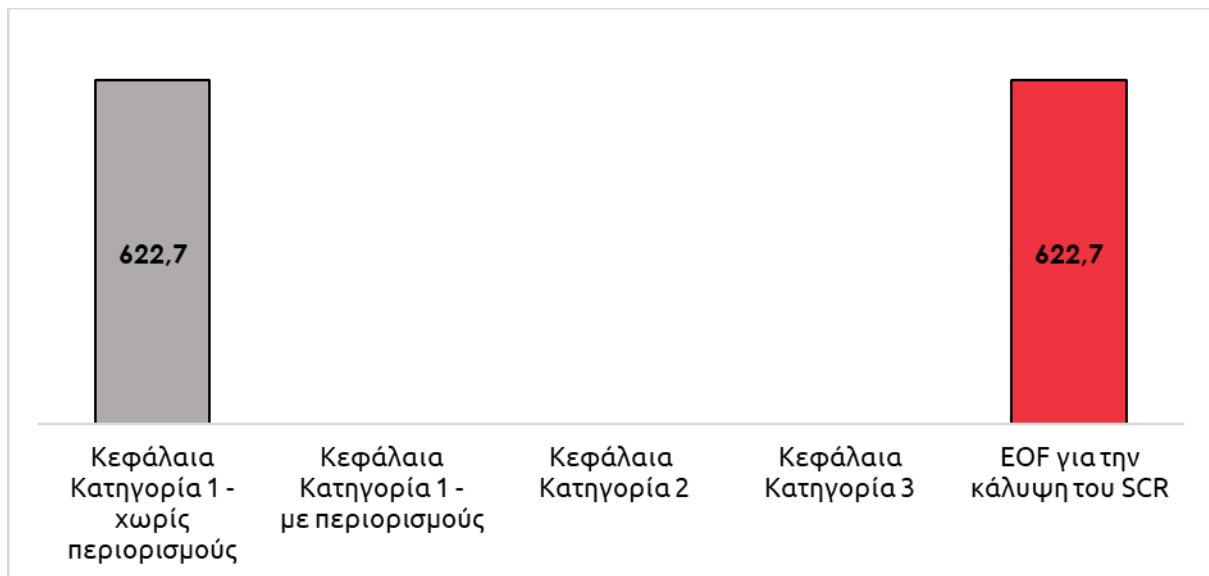 622,7
622,7
Κεφάλαια
Κατηγορία 1 -
χωρίς
περιορισμούς
Κεφάλαια
Κατηγορία 1 -
με περιορισμούς
Κεφάλαια
Κατηγορία 2
Κεφάλαια
Κατηγορία 3
EOF για την
κάλυψη του SCR